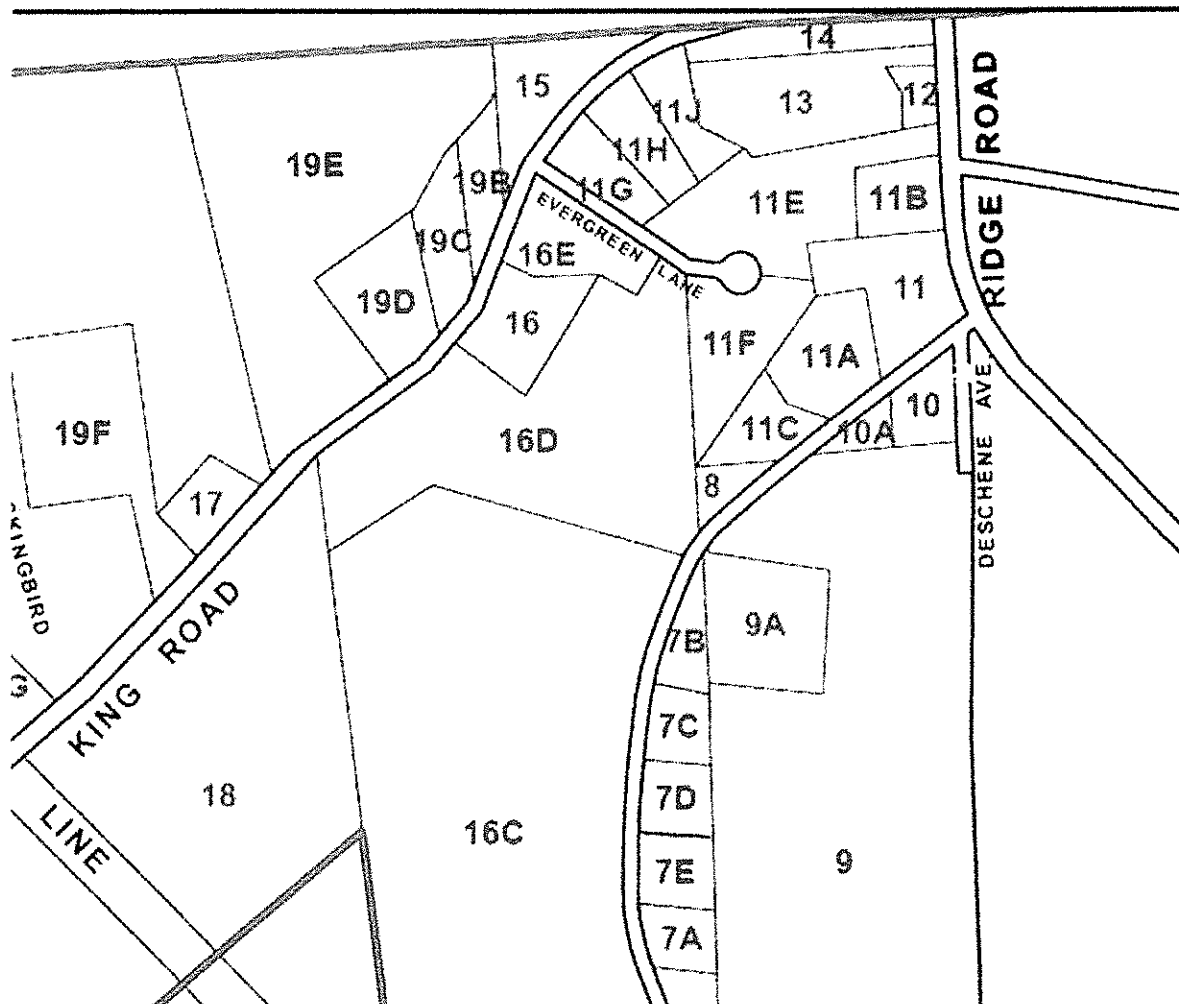 14
15
13
12
11J
19E
11H
19B
11G
11E
11B
RIDGE ROAD
EVERGREEN LANE
19C
16E
19D
16
11
11F
11A
19F
16D
11C
10A
10
17
8
DESCHENE AVE.
KINGBIRD
KING ROAD
7B
9A
7C
18
7D
16C
LINE
7E
9
7A